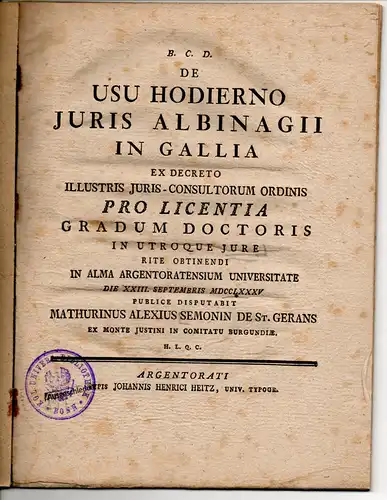 B. C. D.
DE
USU HODIERNO
JURIS ALBINAGII
IN GALLIA
EX DECRETO
ILLUSTRIS JURIS-CONSULTORUM ORDINIS
PRO LICENTIA
GRADUM DOCTORIS
IN UTROQUE JURE
RITE OBTINENDI
IN ALMA ARGENTORATENSIUM UNIVERSITATE
DIE XXIII. SEPTEMBRIS MDCCLXXXV
PUBLICE DISPUTABIT
MATHURINUS ALEXIUS SEMONIN DE ST. GERANS
EX MONTE JUSTINI IN COMITATU BURGUNDIÆ.
H. L. Q. C.
ARGENTORATI
JOHANNIS HENRICI HEITZ, UNIV. TYPOGR.
BONN